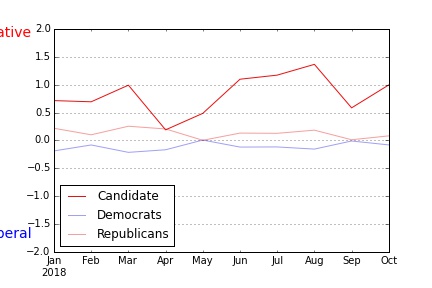 ative
2.0
1.5
1.0
0.5
0.0
−0.5
−1.0
−1.5
−2.0
beral
Candidate
Democrats
Republicans
Jan Feb Mar Apr May Jun Jul Aug Sep Oct
2018